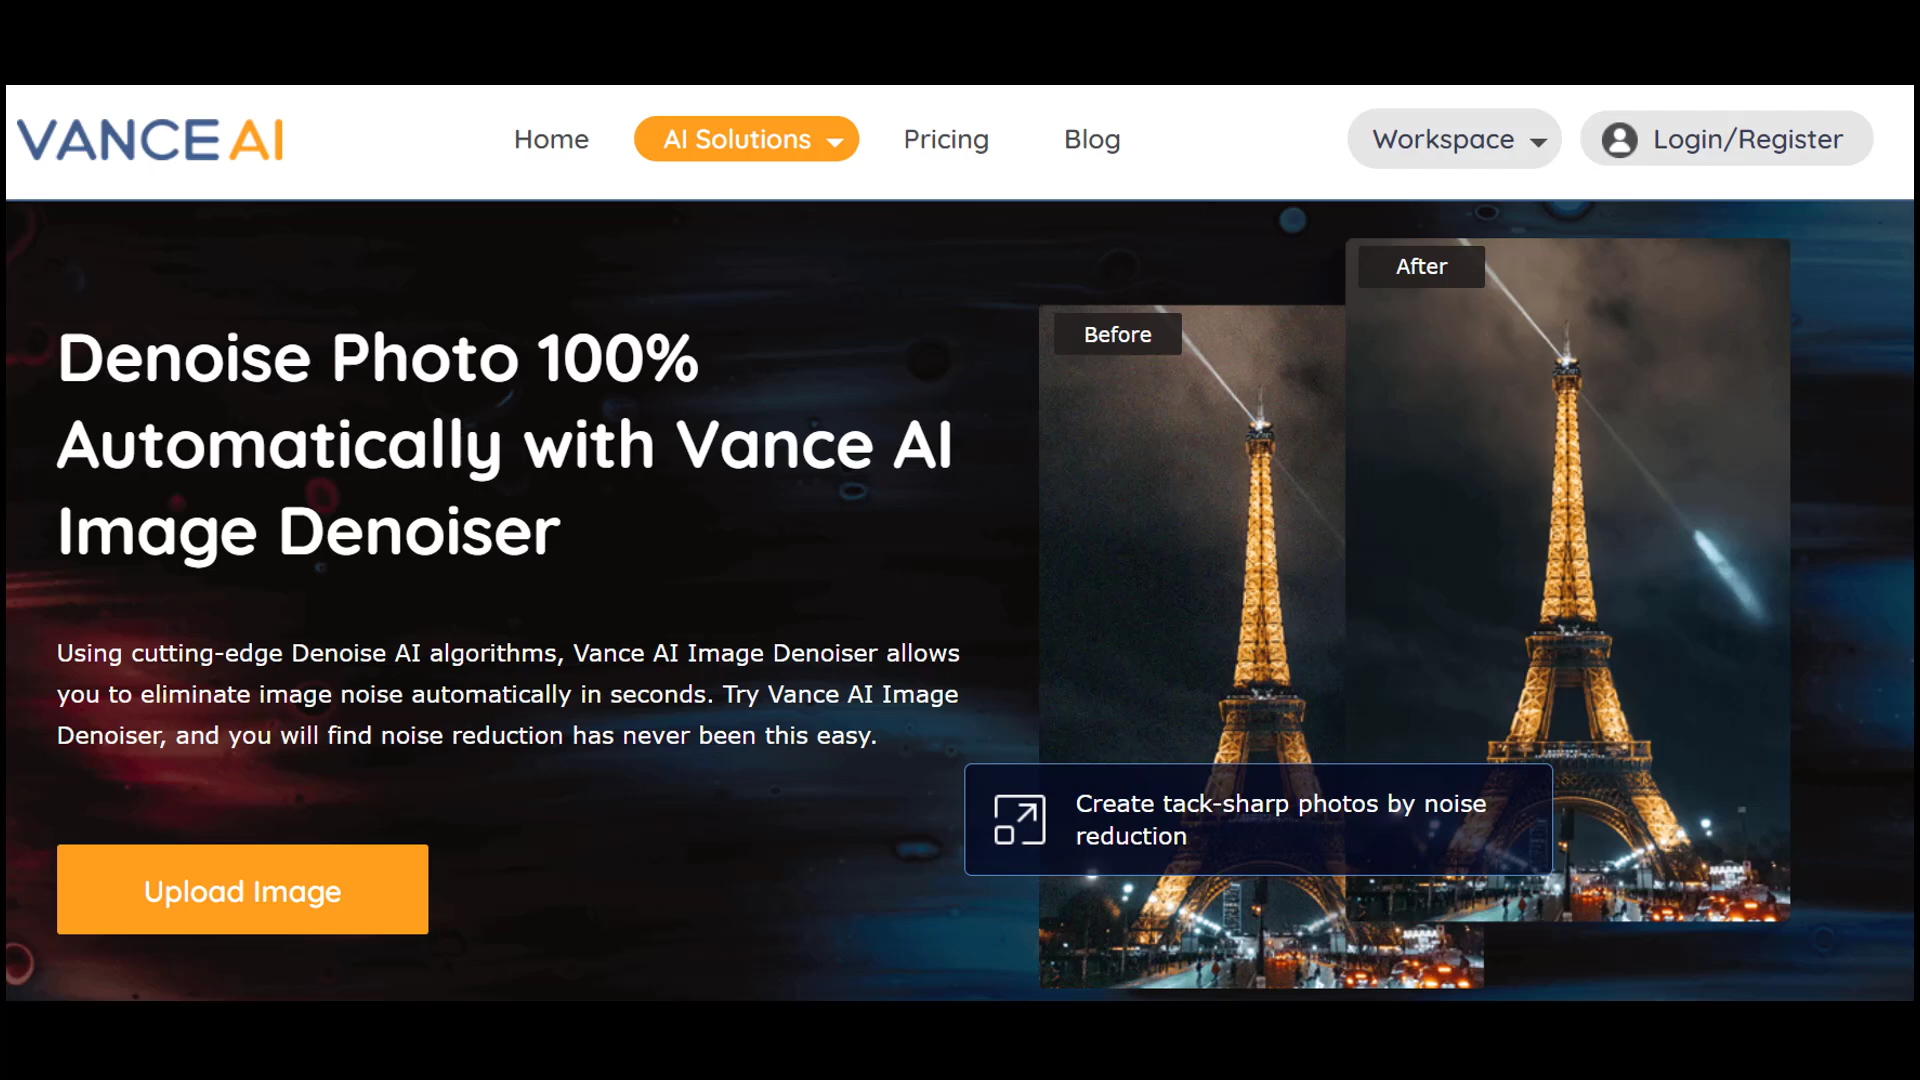 VANCE AI
Home
AI Solutions
Pricing
Blog
Workspace
Login/Register
Denoise Photo 100%
Automatically with Vance AI
Image Denoiser
Using cutting-edge Denoise AI algorithms, Vance AI Image Denoiser allows
you to eliminate image noise automatically in seconds. Try Vance AI Image
Denoiser, and you will find noise reduction has never been this easy.
Upload Image
Before
After
Create tack-sharp photos by noise
reduction